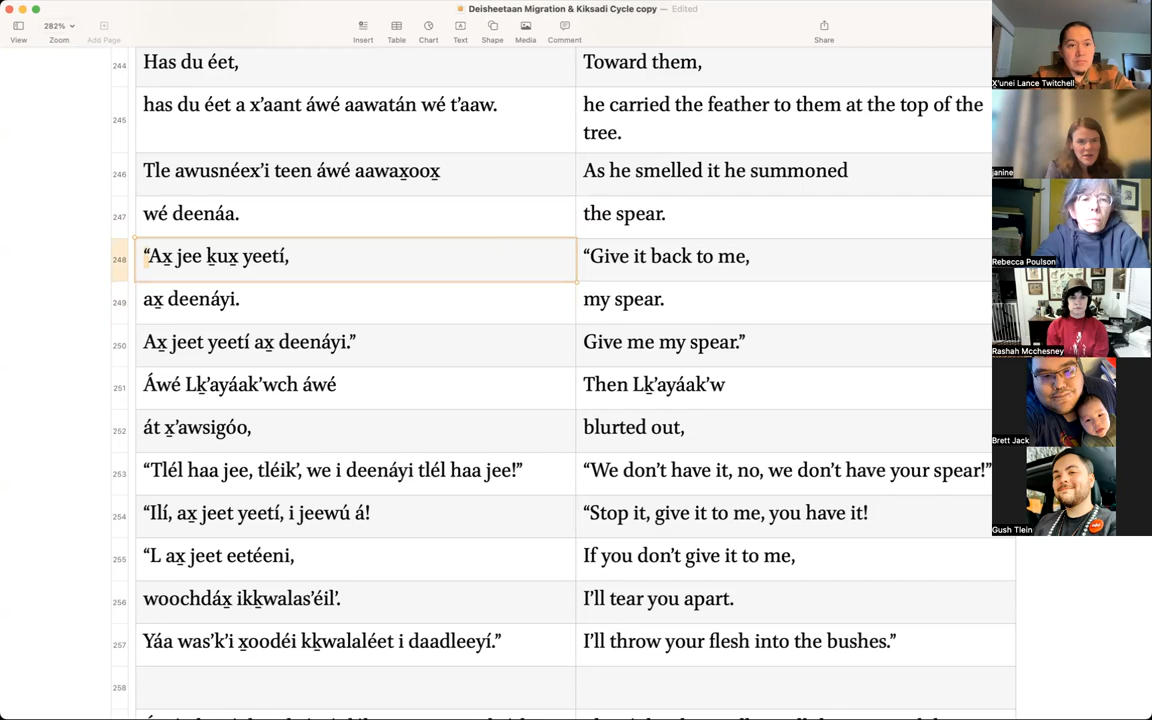 Deisheetaan Migration & Kiksadi Cycle copy — Edited
282%
View Zoom Add Page Insert Table Chart Text Shape Media Comment Share
244 Has du éet, Toward them,
245 has du éet a x’aant áwé aawatán wé t’aaw. he carried the feather to them at the top of the
tree.
246 Tle awusnéex’i teen áwé aawax̱oox̱ As he smelled it he summoned
247 wé deenáa. the spear.
248 “Ax̱ jee ḵux̱ yeetí, “Give it back to me,
249 ax̱ deenáyi. my spear.
250 Ax̱ jeet yeetí ax̱ deenáyi.” Give me my spear.”
251 Áwé Lḵ’ayáak’wch áwé Then Lḵ’ayáak’w
252 át x̱’awsigóo, blurted out,
253 “Tlél haa jee, tléik’, we i deenáyi tlél haa jee!” “We don’t have it, no, we don’t have your spear!”
254 “Ilí, ax̱ jeet yeetí, i jeewú á! “Stop it, give it to me, you have it!
255 “L ax̱ jeet eetéeni, If you don’t give it to me,
256 woochdáx̱ ikḵwalas’éil’. I’ll tear you apart.
257 Yáa was’k’i x̱oodéi kḵwalaléet i daadleeyí.” I’ll throw your flesh into the bushes.”
258
X̱'unei Lance Twitchell
janine
Rebecca Poulson
Rashah Mcchesney
Brett Jack
Gush Tlein